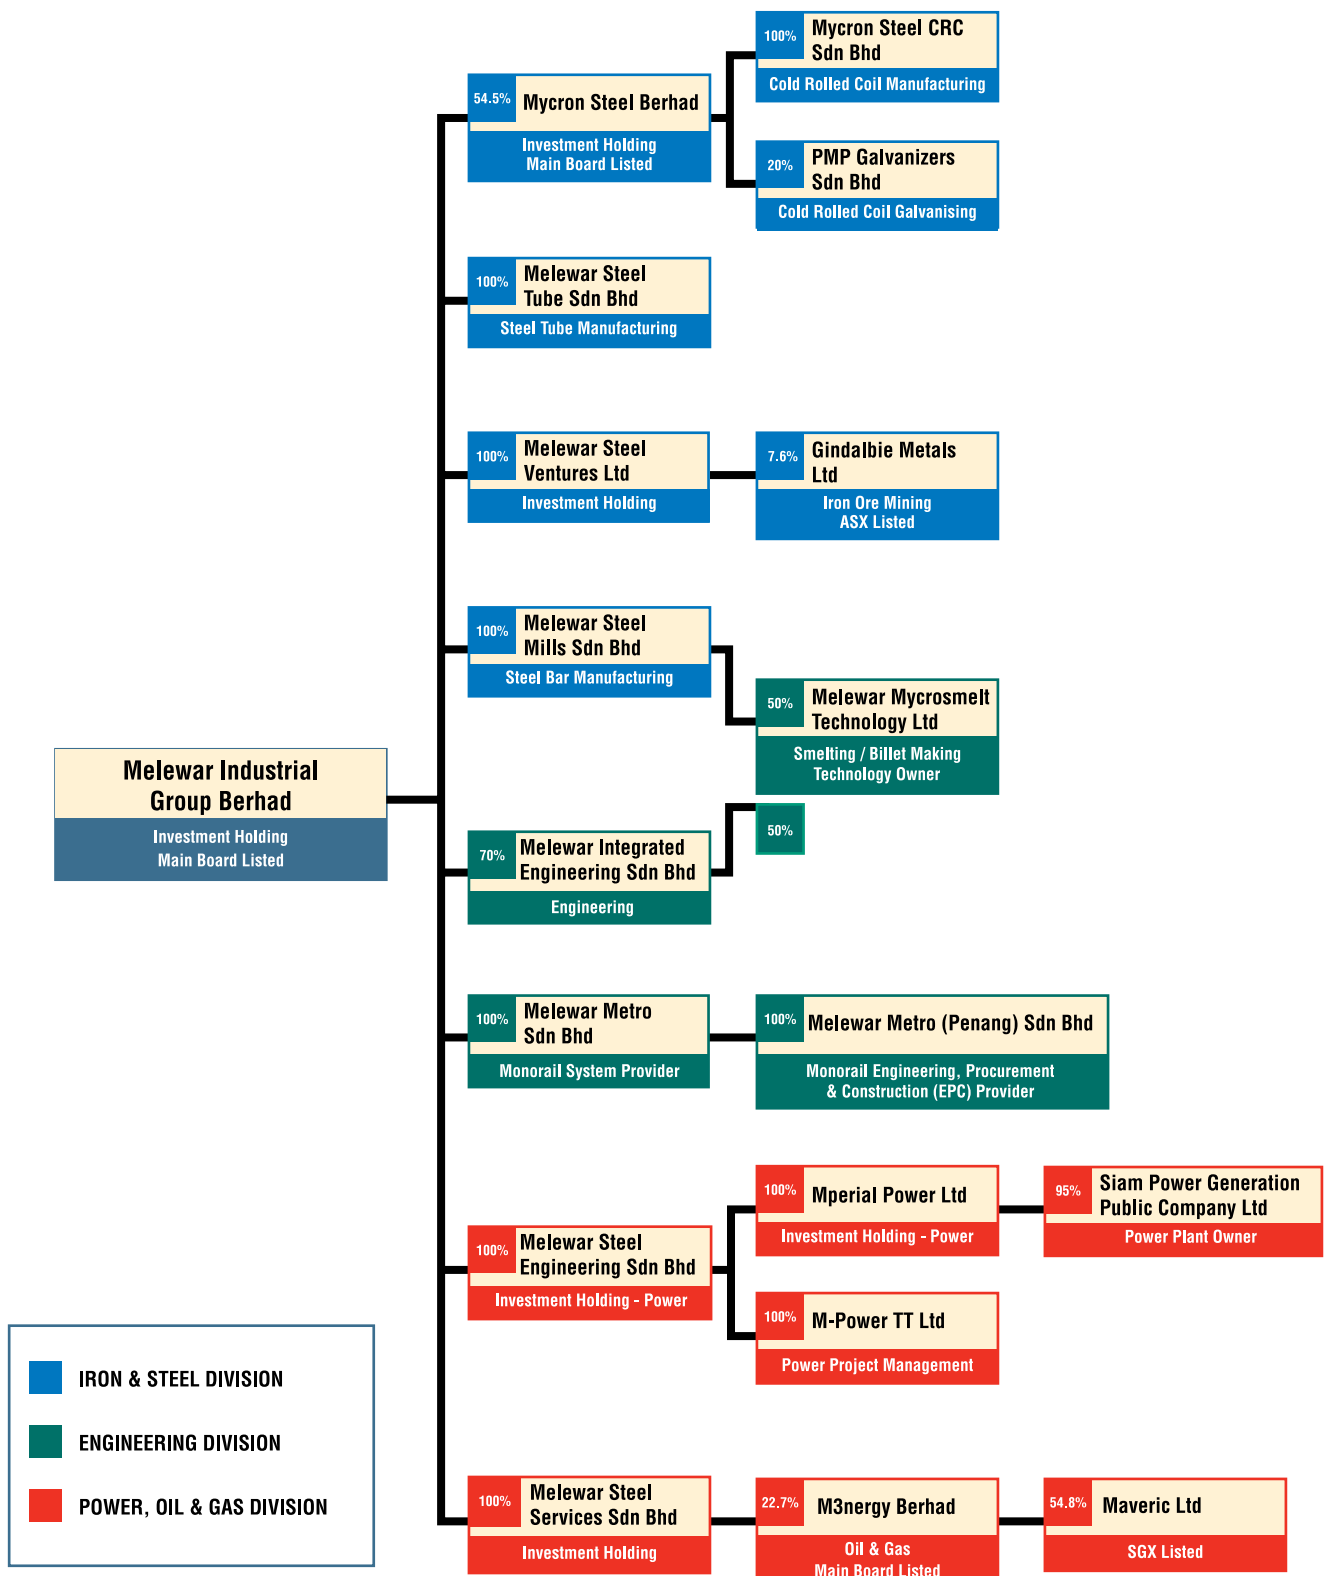 100%
Mycron Steel CRC
Sdn Bhd
Cold Rolled Coil Manufacturing
54.5%
Mycron Steel Berhad
Investment Holding
Main Board Listed
20%
PMP Galvanizers
Sdn Bhd
Cold Rolled Coil Galvanising
100%
Melewar Steel
Tube Sdn Bhd
Steel Tube Manufacturing
100%
Melewar Steel
Ventures Ltd
Investment Holding
7.6%
Gindalbie Metals
Ltd
Iron Ore Mining
ASX Listed
100%
Melewar Steel
Mills Sdn Bhd
Steel Bar Manufacturing
50%
Melewar Mycrosmelt
Technology Ltd
Smelting / Billet Making
Technology Owner
Melewar Industrial
Group Berhad
Investment Holding
Main Board Listed
50%
70%
Melewar Integrated
Engineering Sdn Bhd
Engineering
100%
Melewar Metro
Sdn Bhd
Monorail System Provider
100%
Melewar Metro (Penang) Sdn Bhd
Monorail Engineering, Procurement
& Construction (EPC) Provider
100%
Melewar Steel
Engineering Sdn Bhd
Investment Holding - Power
100%
Mperial Power Ltd
Investment Holding - Power
95%
Siam Power Generation
Public Company Ltd
Power Plant Owner
100%
M-Power TT Ltd
Power Project Management
IRON & STEEL DIVISION
ENGINEERING DIVISION
POWER, OIL & GAS DIVISION
100%
Melewar Steel
Services Sdn Bhd
Investment Holding
22.7%
M3nergy Berhad
Oil & Gas
Main Board Listed
54.8%
Maveric Ltd
SGX Listed